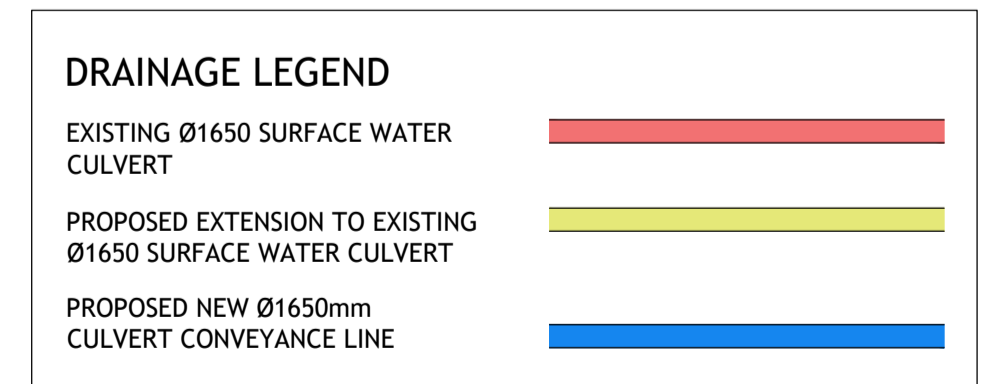 DRAINAGE LEGEND
EXISTING Ø1650 SURFACE WATER
CULVERT
PROPOSED EXTENSION TO EXISTING
Ø1650 SURFACE WATER CULVERT
PROPOSED NEW Ø1650mm
CULVERT CONVEYANCE LINE